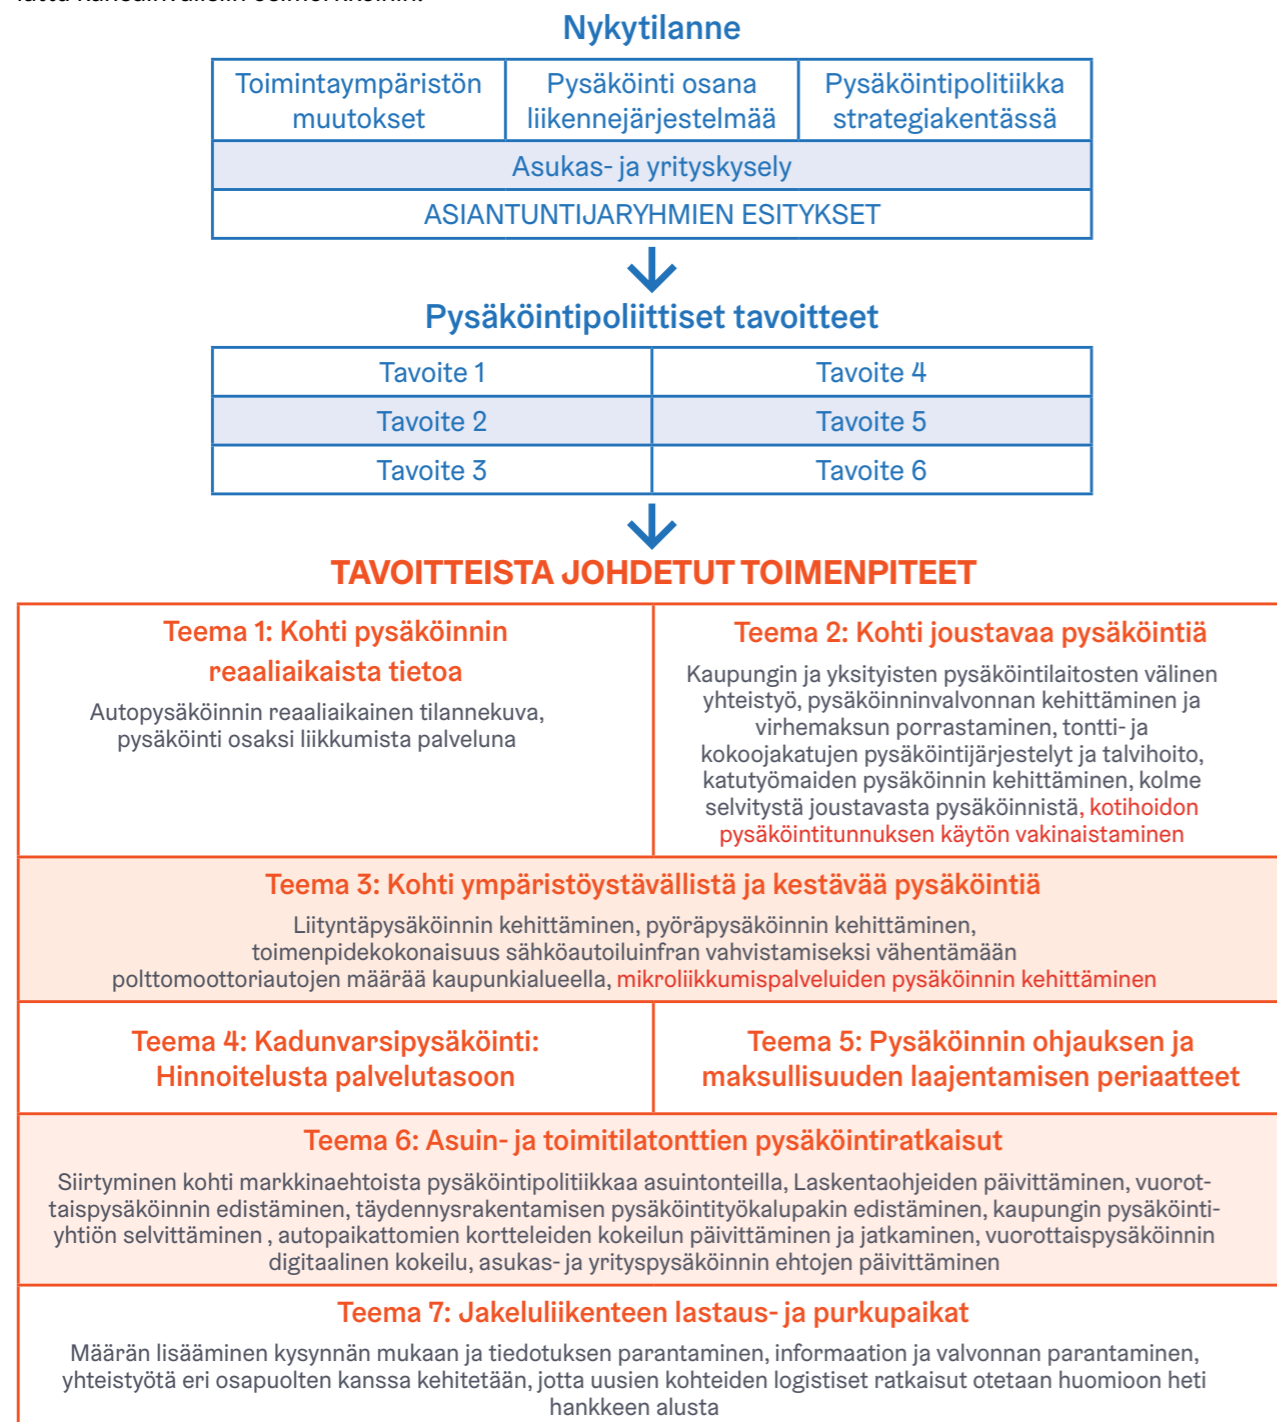 Nykytilanne
Toimintaympäristön
muutokset
Pysäköinti osana
liikennejärjestelmää
Pysäköintipolitiikka
strategiakentässä
Asukas- ja yrityskysely
ASIANTUNTIJARYHMIEN ESITYKSET
Pysäköintipoliittiset tavoitteet
Tavoite 1
Tavoite 4
Tavoite 2
Tavoite 5
Tavoite 3
Tavoite 6
TAVOITTEISTA JOHDETUT TOIMENPITEET
Teema 1: Kohti pysäköinnin
reaaliaikaista tietoa
Autopysäköinnin reaaliaikainen tilannekuva,
pysäköinti osaksi liikkumista palveluna
Teema 2: Kohti joustavaa pysäköintiä
Kaupungin ja yksityisten pysäköintilaitosten välinen
yhteistyö, pysäköinninvalvonnan kehittäminen ja
virhemaksun porrastaminen, tontti- ja
kokoojakatujen pysäköintijärjestelyt ja talvihoito,
katutyömaiden pysäköinnin kehittäminen, kolme
selvitystä joustavasta pysäköinnistä, kotihoidon
pysäköintitunnuksen käytön vakinaistaminen
Teema 3: Kohti ympäristöystävällistä ja kestävää pysäköintiä
Liityntäpysäköinnin kehittäminen, pyöräpysäköinnin kehittäminen,
toimenpidekokonaisuus sähköautoiluinfran vahvistamiseksi vähentämään
polttomoottoriautojen määrää kaupunkialueella, mikroliikkumispalveluiden pysäköinnin kehittäminen
Teema 4: Kadunvarsipysäköinti:
Hinnoitelusta palvelutasoon
Teema 5: Pysäköinnin ohjauksen ja
maksullisuuden laajentamisen periaatteet
Teema 6: Asuin- ja toimitilatonttien pysäköintiratkaisut
Siirtyminen kohti markkinaehtoista pysäköintipolitiikkaa asuintonteilla, Laskentaohjeiden päivittäminen, vuorot-
taispysäköinnin edistäminen, täydennysrakentamisen pysäköintityökalupakin edistäminen, kaupungin pysäköinti-
yhtiön selvittäminen , autopaikattomien kortteleiden kokeilun päivittäminen ja jatkaminen, vuorottaispysäköinnin
digitaalinen kokeilu, asukas- ja yrityspysäköinnin ehtojen päivittäminen
Teema 7: Jakeluliikenteen lastaus- ja purkupaikat
Määrän lisääminen kysynnän mukaan ja tiedotuksen parantaminen, informaation ja valvonnan parantaminen,
yhteistyötä eri osapuolten kanssa kehitetään, jotta uusien kohteiden logistiset ratkaisut otetaan huomioon heti
hankkeen alusta